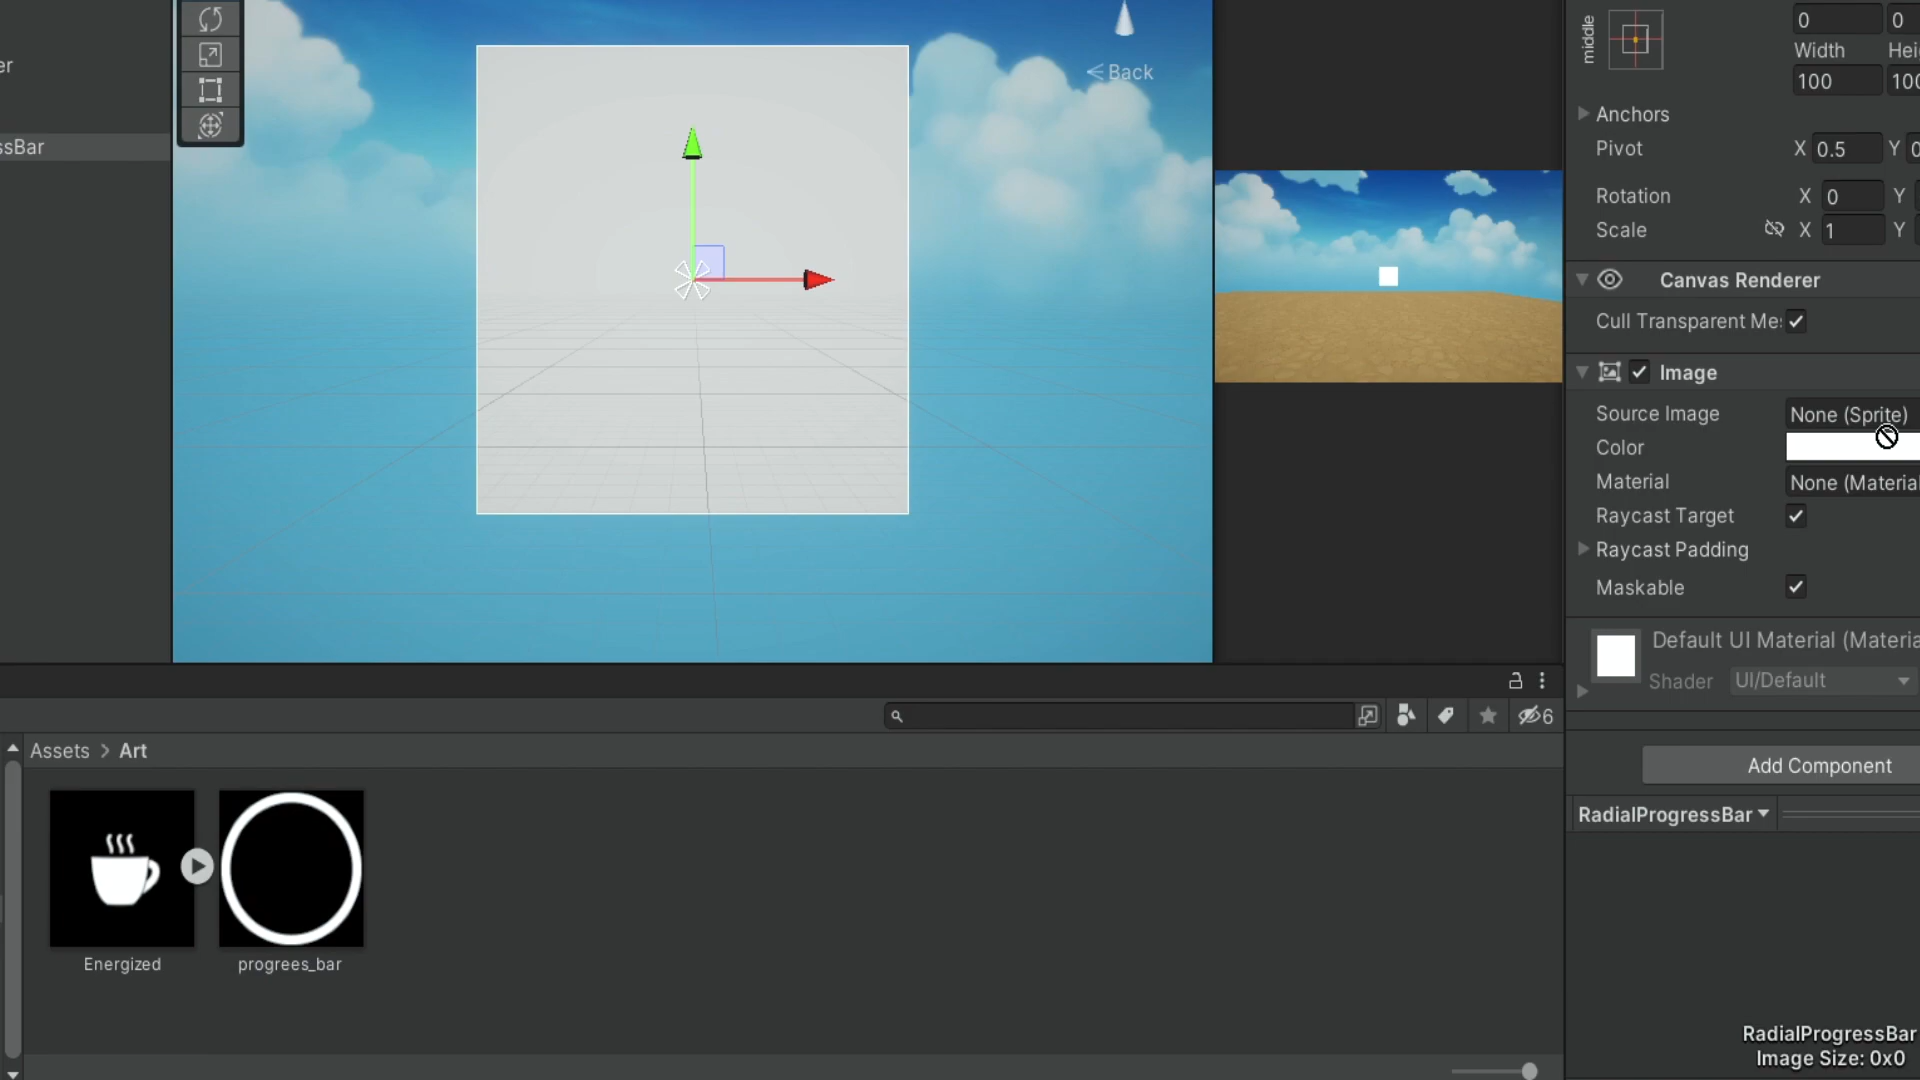 er
ssBar
Back
middle
0
0
Width
Hei
100
100
Anchors
Pivot
X 0.5 Y 0
Rotation
X 0 Y
Scale
X 1 Y
Canvas Renderer
Cull Transparent Me:
Image
Source Image
None (Sprite)
Color
Material
None (Material
Raycast Target
Raycast Padding
Maskable
Default UI Material (Materia
Shader
UI/Default
6
Assets > Art
Add Component
RadialProgressBar
Energized
progrees_bar
RadialProgressBar
Image Size: 0x0